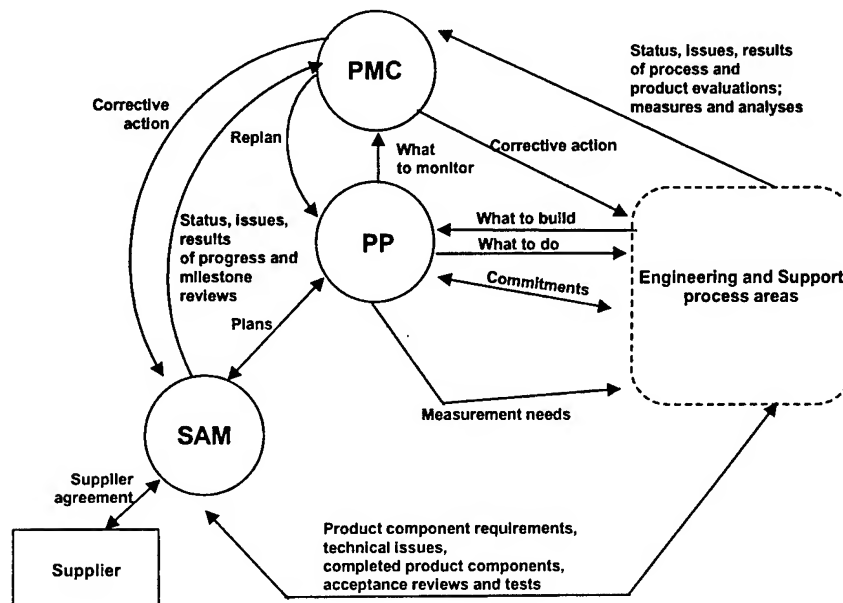 PMC
Status, issues, results
of process and
product evaluations;
measures and analyses
Corrective
action
Replan
What
to monitor
Corrective action
Status, issues,
results
of progress and
milestone
reviews
PP
What to build
What to do
Commitments
Engineering and Support
process areas
Plans
Measurement needs
SAM
Supplier
agreement
Supplier
Product component requirements,
technical issues,
completed product components,
acceptance reviews and tests